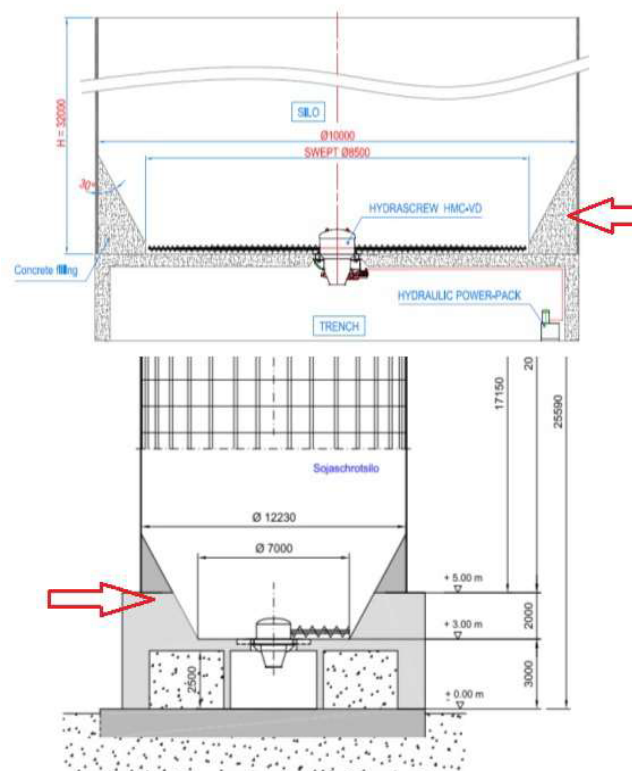 SILO
H = 32000
Ø10000
SWEPT Ø8500
30°
HYDRASCREW HMC-VD
Concrete filling
HYDRAULIC POWER-PACK
TRENCH
20
17150
25590
Sojaschrotsilo
Ø 12230
Ø 7000
+ 5.00 m
2000
+ 3.00 m
2500
3000
+ 0.00 m